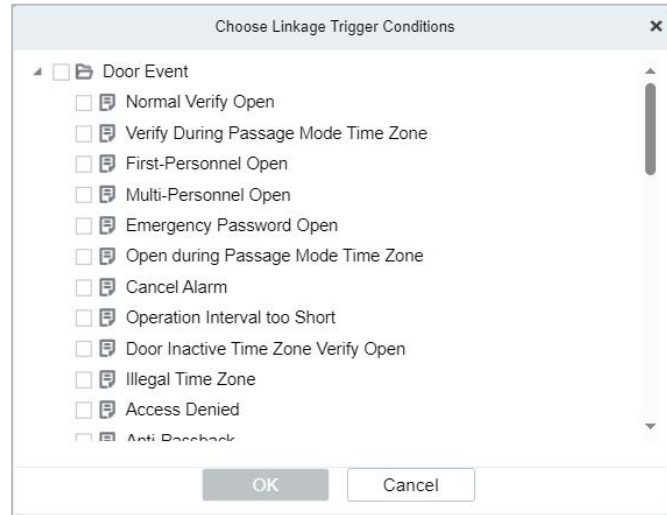 Choose Linkage Trigger Conditions
Door Event
Normal Verify Open
Verify During Passage Mode Time Zone
First-Personnel Open
Multi-Personnel Open
Emergency Password Open
Open during Passage Mode Time Zone
Cancel Alarm
Operation Interval too Short
Door Inactive Time Zone Verify Open
Illegal Time Zone
Access Denied
Anti-Passback
OK
Cancel